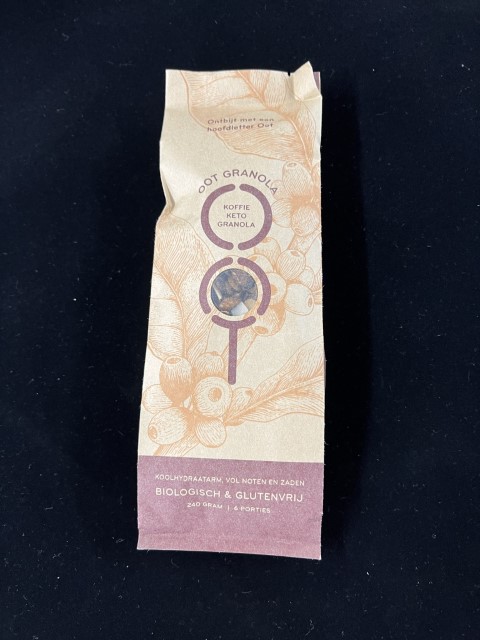 Ontbijt met een
hoofdletter Oot
OOT GRANOLA
KOFFIE
KETO
GRANOLA
OOT
KOOLHYDRAATARM, VOL NOTEN EN ZADEN
BIOLOGISCH & GLUTENVRIJ
240 GRAM | 6 PORTIES